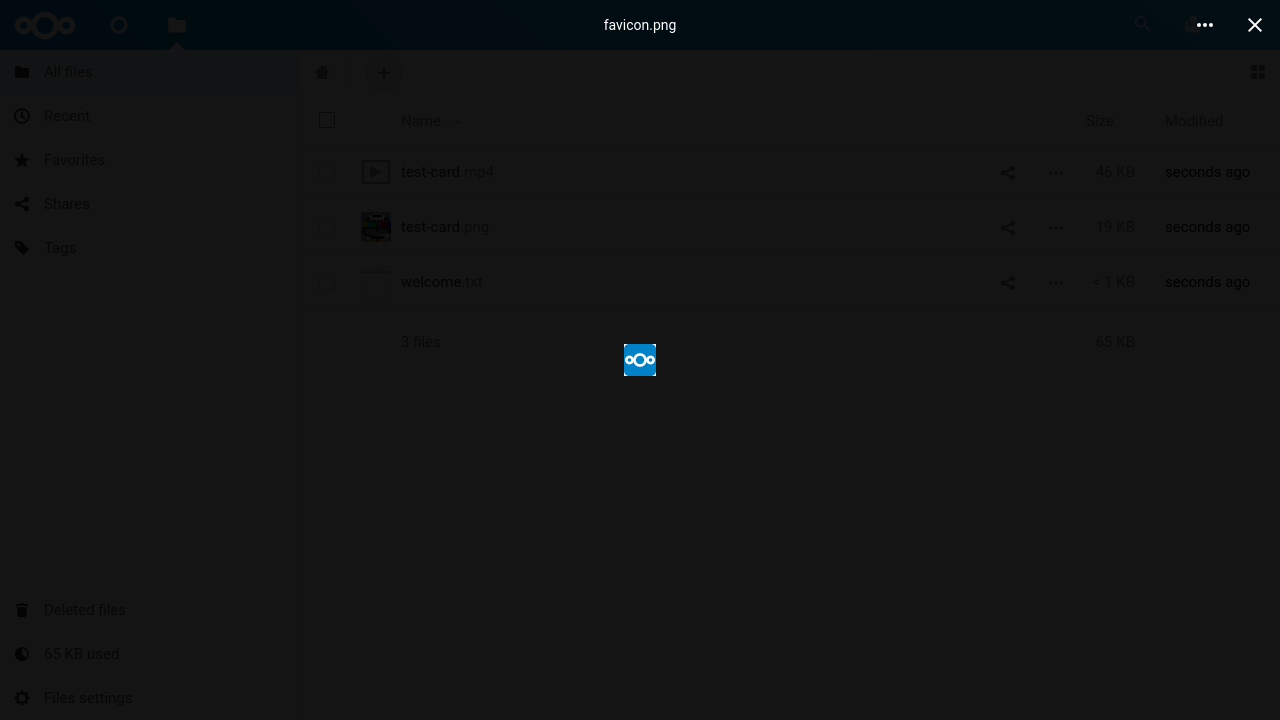 favicon.png
All files
Recent
Favorites
Shares
Tags
Name Size Modified
test-card.mp4 46 KB seconds ago
test-card.png 19 KB seconds ago
welcome.txt < 1 KB seconds ago
3 files 65 KB
Deleted files
65 KB used
Files settings